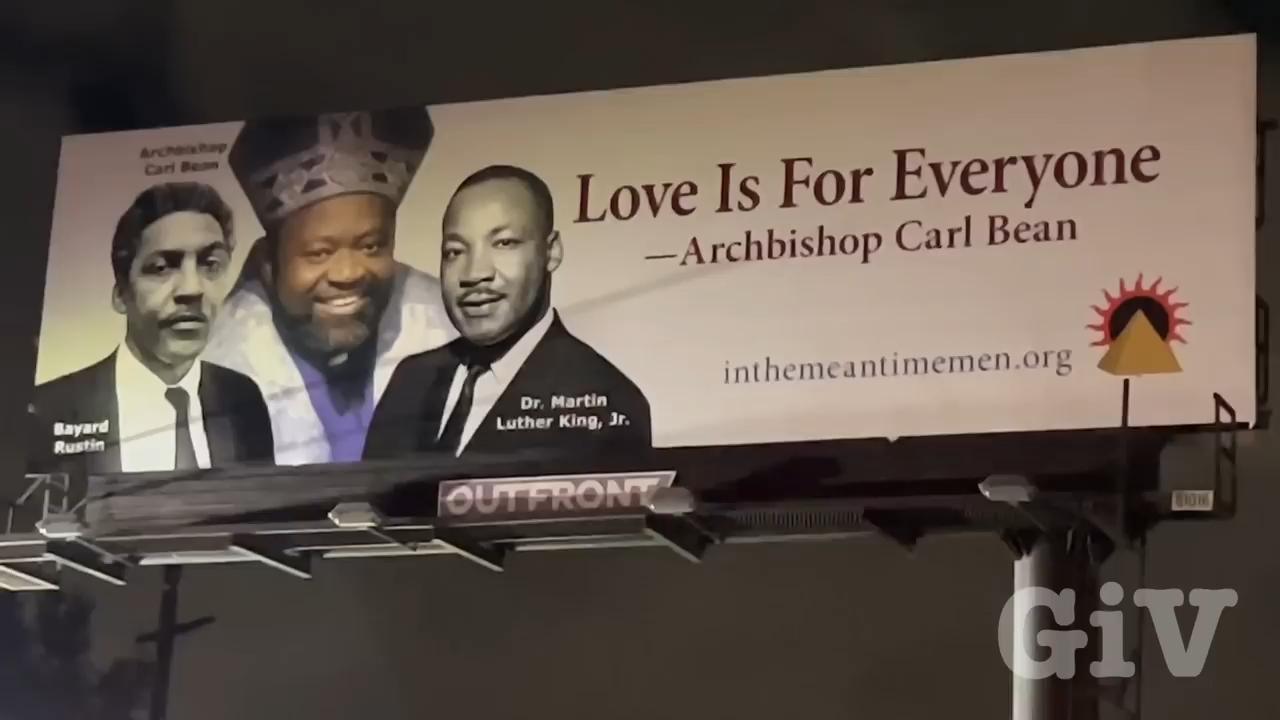 Archbishop
Carl Bean
Love Is For Everyone
—Archbishop Carl Bean
inthemeantimemen.org
Dr. Martin
Luther King, Jr.
Bayard
Rustin
OUTFRONT
GiV